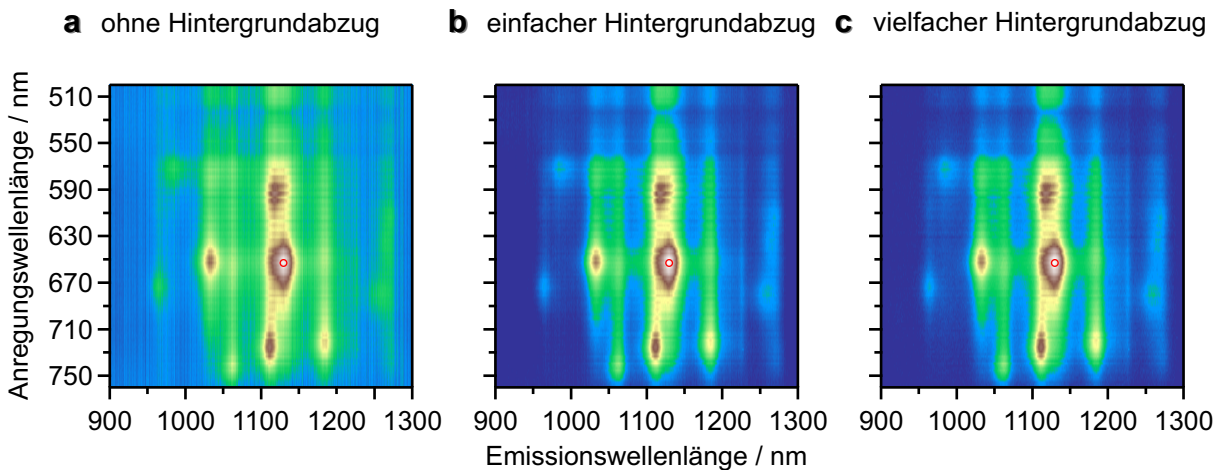 a ohne Hintergrundabzug
b einfacher Hintergrundabzug
c vielfacher Hintergrundabzug
Anregungswellenlänge / nm
510
550
590
630
670
710
750
900 1000 1100 1200 1300
900 1000 1100 1200 1300
900 1000 1100 1200 1300
Emissionswellenlänge / nm